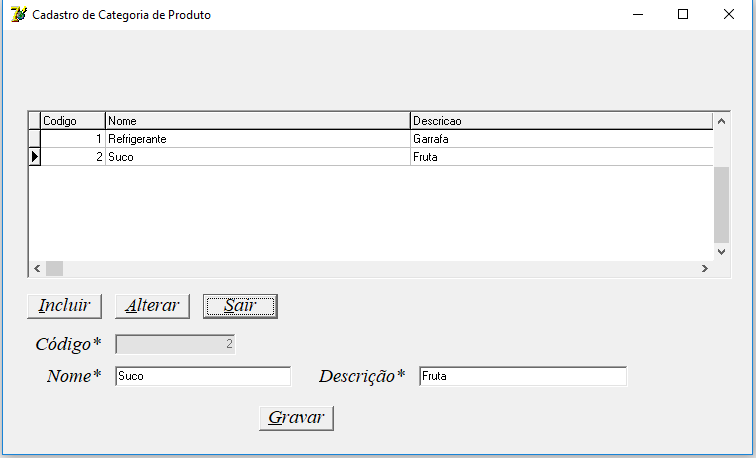 Cadastro de Categoria de Produto
Codigo Nome Descricao
1 Refrigerante Garrafa
2 Suco Fruta
Incluir Alterar Sair
Código* 2
Nome* Suco Descrição* Fruta
Gravar